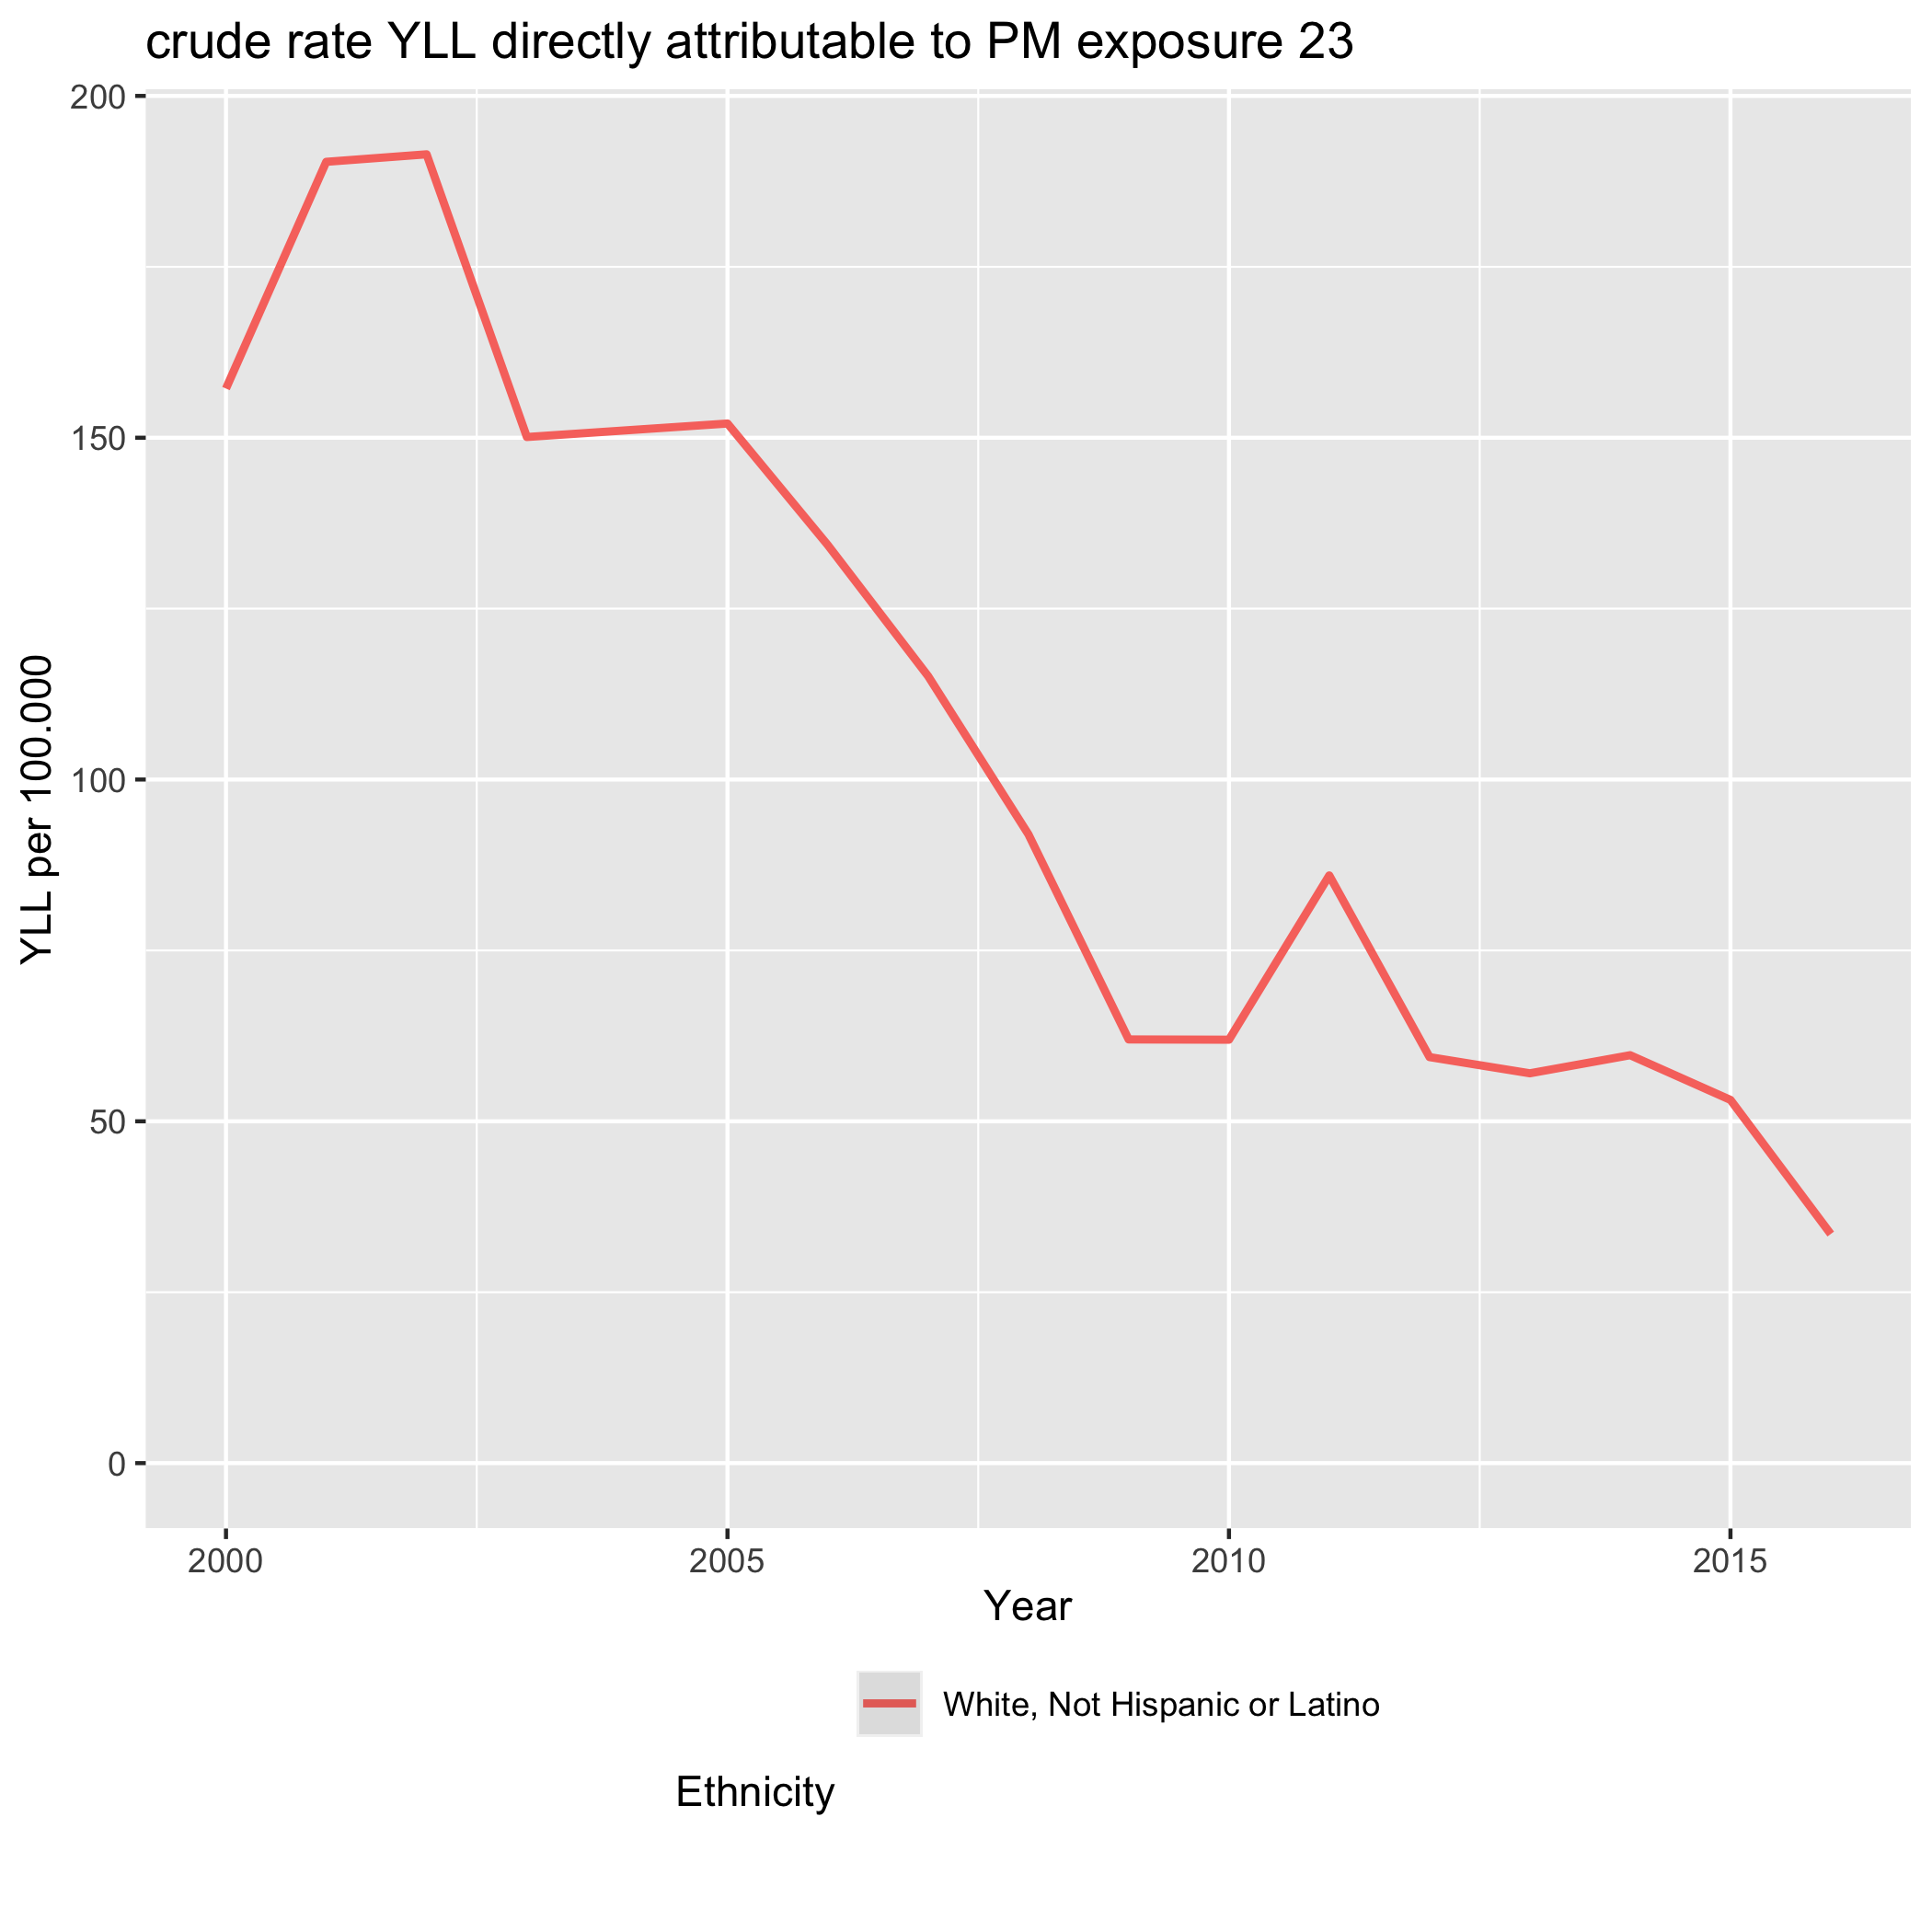 crude rate YLL directly attributable to PM exposure 23
200
150
100
50
0
YLL per 100.000
2000 2005 2010 2015
Year
White, Not Hispanic or Latino
Ethnicity